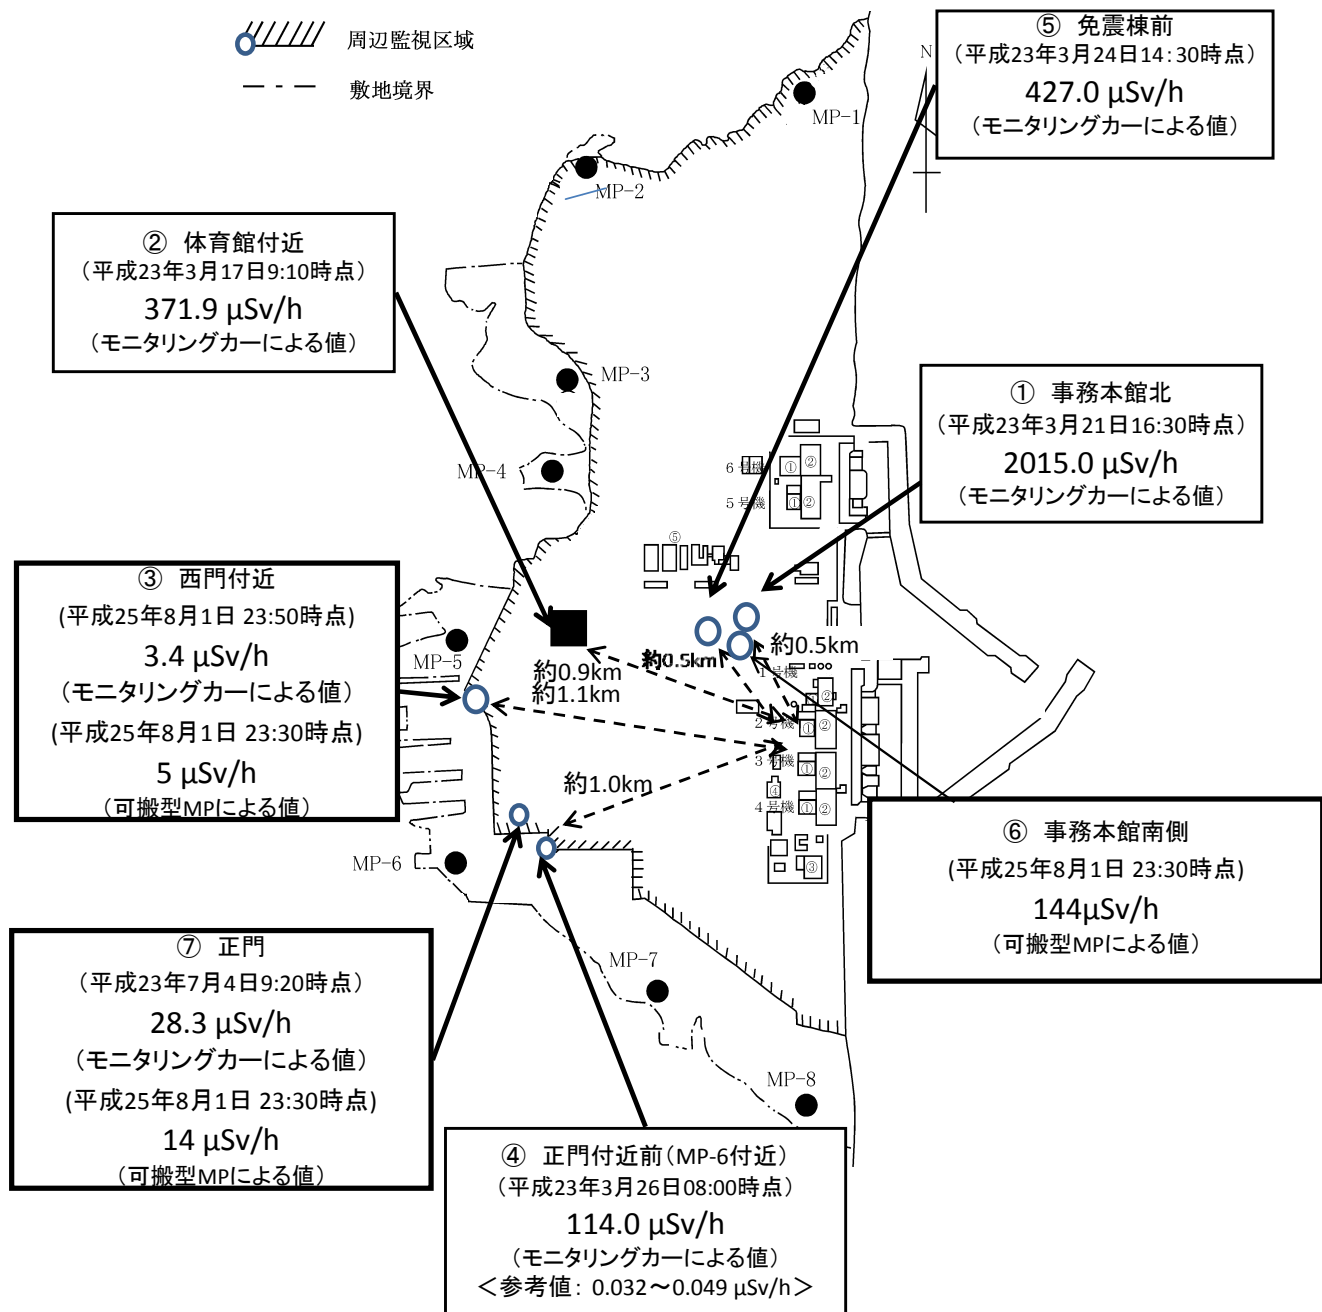 周辺監視区域
敷地境界
⑤ 免震棟前
(平成23年3月24日14:30時点)
427.0 μSv/h
(モニタリングカーによる値)
N
MP-1
MP-2
② 体育館付近
(平成23年3月17日9:10時点)
371.9 μSv/h
(モニタリングカーによる値)
MP-3
① 事務本館北
(平成23年3月21日16:30時点)
2015.0 μSv/h
(モニタリングカーによる値)
MP-4
6号機
①
②
5号機
①
②
⑤
③ 西門付近
(平成25年8月1日 23:50時点)
3.4 μSv/h
(モニタリングカーによる値)
(平成25年8月1日 23:30時点)
5 μSv/h
(可搬型MPによる値)
MP-5
約0.9km
約1.1km
約0.5km
約0.5km
1号機
②
2号機
①
②
3号機
①
②
④
4号機
①
②
③
約1.0km
MP-6
⑥ 事務本館南側
(平成25年8月1日 23:30時点)
144μSv/h
(可搬型MPによる値)
⑦ 正門
(平成23年7月4日9:20時点)
28.3 μSv/h
(モニタリングカーによる値)
(平成25年8月1日 23:30時点)
14 μSv/h
(可搬型MPによる値)
MP-7
MP-8
④ 正門付近前(MP-6付近)
(平成23年3月26日08:00時点)
114.0 μSv/h
(モニタリングカーによる値)
<参考値: 0.032～0.049 μSv/h>